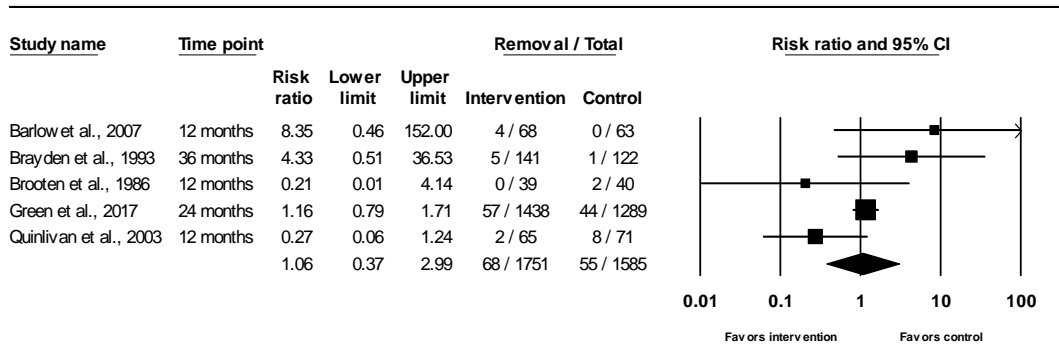 Study name Time point Removal / Total Risk ratio and 95% CI
Risk Lower Upper
ratio limit limit Intervention Control
Barlow et al., 2007 12 months 8.35 0.46 152.00 4 / 68 0 / 63
Brayden et al., 1993 36 months 4.33 0.51 36.53 5 / 141 1 / 122
Brooten et al., 1986 12 months 0.21 0.01 4.14 0 / 39 2 / 40
Green et al., 2017 24 months 1.16 0.79 1.71 57 / 1438 44 / 1289
Quinlivan et al., 2003 12 months 0.27 0.06 1.24 2 / 65 8 / 71
1.06 0.37 2.99 68 / 1751 55 / 1585
0.01 0.1 1 10 100
Favors intervention Favors control